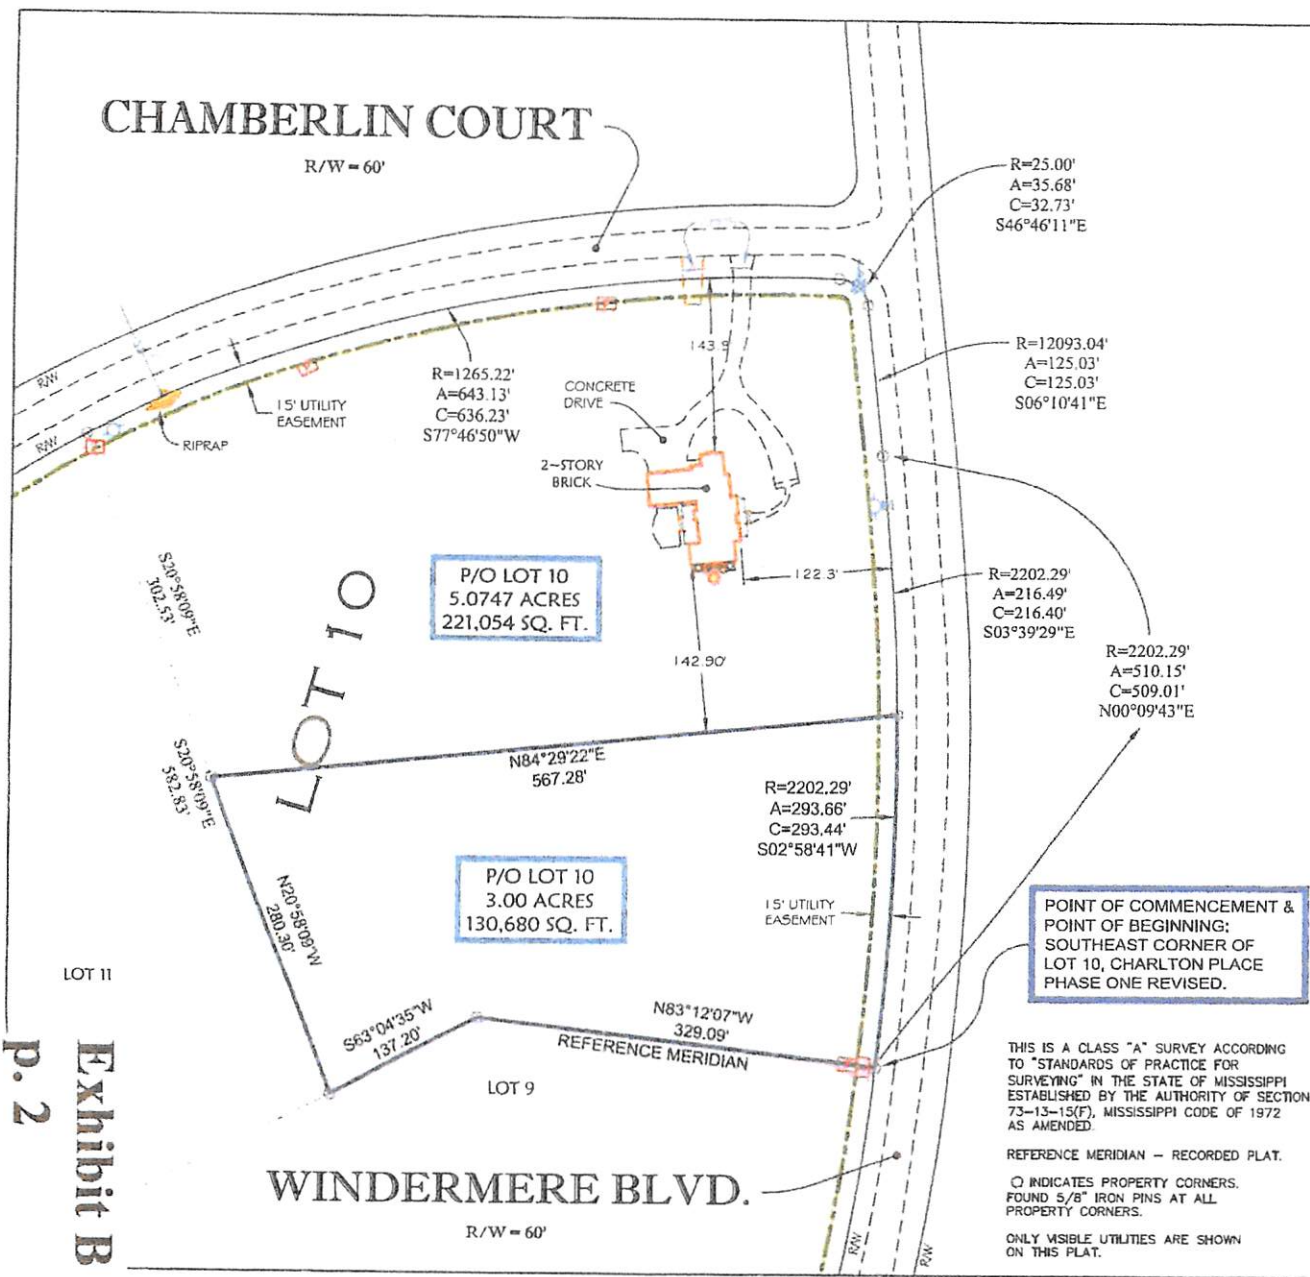 CHAMBERLIN COURT
R/W = 60'
R=25.00'
A=35.68'
C=32.73'
S46°46'11"E
R=12093.04'
A=125.03'
C=125.03'
S06°10'41"E
R/W
R/W
15' UTILITY
EASEMENT
RIPRAP
R=1265.22'
A=643.13'
C=636.23'
S77°46'50"W
143.9
CONCRETE
DRIVE
2-STORY
BRICK
122.3'
142.90'
S20°58'09"E
302.53'
P/O LOT 10
5.0747 ACRES
221,054 SQ. FT.
LOT 10
R=2202.29'
A=216.49'
C=216.40'
S03°39'29"E
R=2202.29'
A=510.15'
C=509.01'
N00°09'43"E
S20°58'09"E
582.83'
N84°29'22"E
567.28'
R=2202.29'
A=293.66'
C=293.44'
S02°58'41"W
P/O LOT 10
3.00 ACRES
130,680 SQ. FT.
15' UTILITY
EASEMENT
N20°58'09"W
280.30'
LOT 11
S63°04'35"W
137.20'
N83°12'07"W
329.09'
REFERENCE MERIDIAN
LOT 9
POINT OF COMMENCEMENT &
POINT OF BEGINNING;
SOUTHEAST CORNER OF
LOT 10, CHARLTON PLACE
PHASE ONE REVISED.
THIS IS A CLASS "A" SURVEY ACCORDING
TO "STANDARDS OF PRACTICE FOR
SURVEYING" IN THE STATE OF MISSISSIPPI
ESTABLISHED BY THE AUTHORITY OF SECTION
73-13-15(F), MISSISSIPPI CODE OF 1972
AS AMENDED.
REFERENCE MERIDIAN - RECORDED PLAT.
O INDICATES PROPERTY CORNERS.
FOUND 5/8" IRON PINS AT ALL
PROPERTY CORNERS.
ONLY VISIBLE UTILITIES ARE SHOWN
ON THIS PLAT.
WINDERMERE BLVD.
R/W = 60'
R/W
R/W
Exhibit B
p. 2